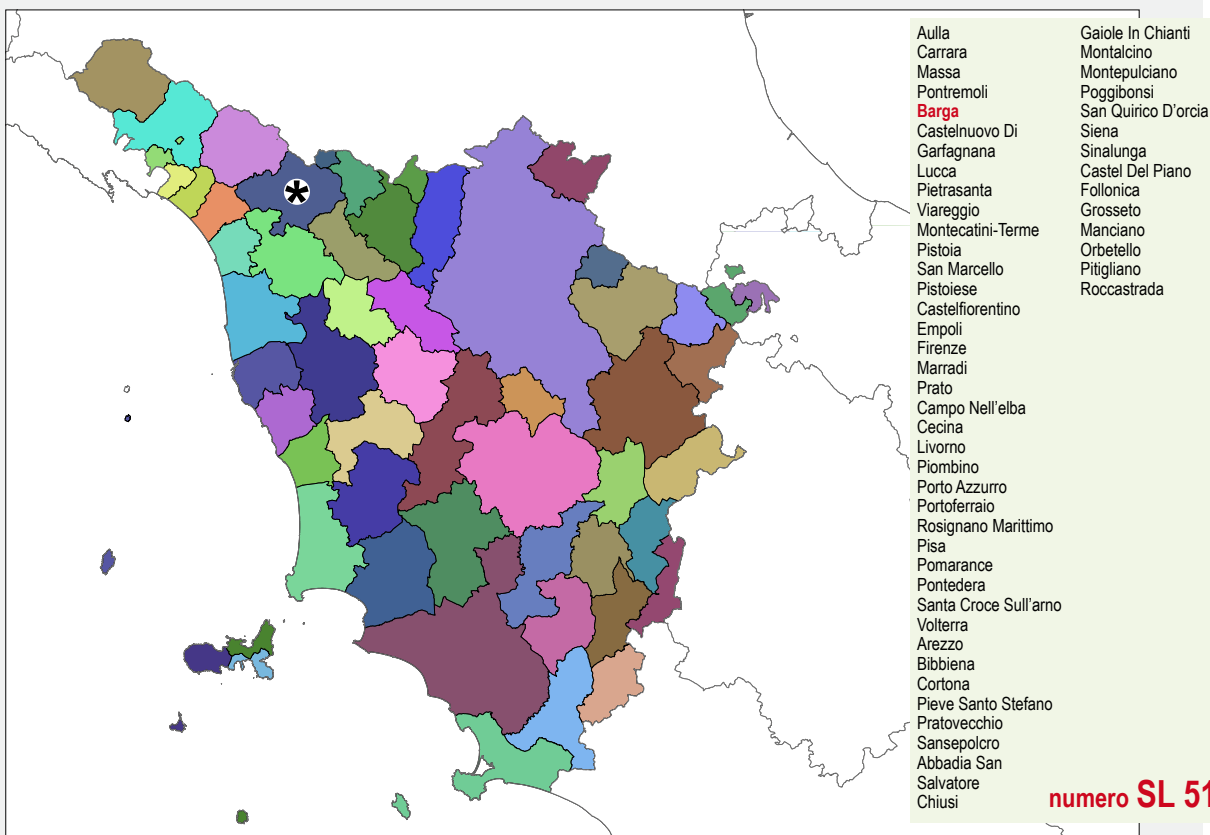 Aulla
Carrara
Massa
Pontremoli
Barga
Castelnuovo Di
Garfagnana
Lucca
Pietrasanta
Viareggio
Montecatini-Terme
Pistoia
San Marcello
Pistoiese
Castelfiorentino
Empoli
Firenze
Marradi
Prato
Campo Nell'elba
Cecina
Livorno
Piombino
Porto Azzurro
Portoferraio
Rosignano Marittimo
Pisa
Pomarance
Pontedera
Santa Croce Sull'arno
Volterra
Arezzo
Bibbiena
Cortona
Pieve Santo Stefano
Pratovecchio
Sansepolcro
Abbadia San
Salvatore
Chiusi
Gaiole In Chianti
Montalcino
Montepulciano
Poggibonsi
San Quirico D'orcia
Siena
Sinalunga
Castel Del Piano
Follonica
Grosseto
Manciano
Orbetello
Pitigliano
Roccastrada
numero SL 51
*